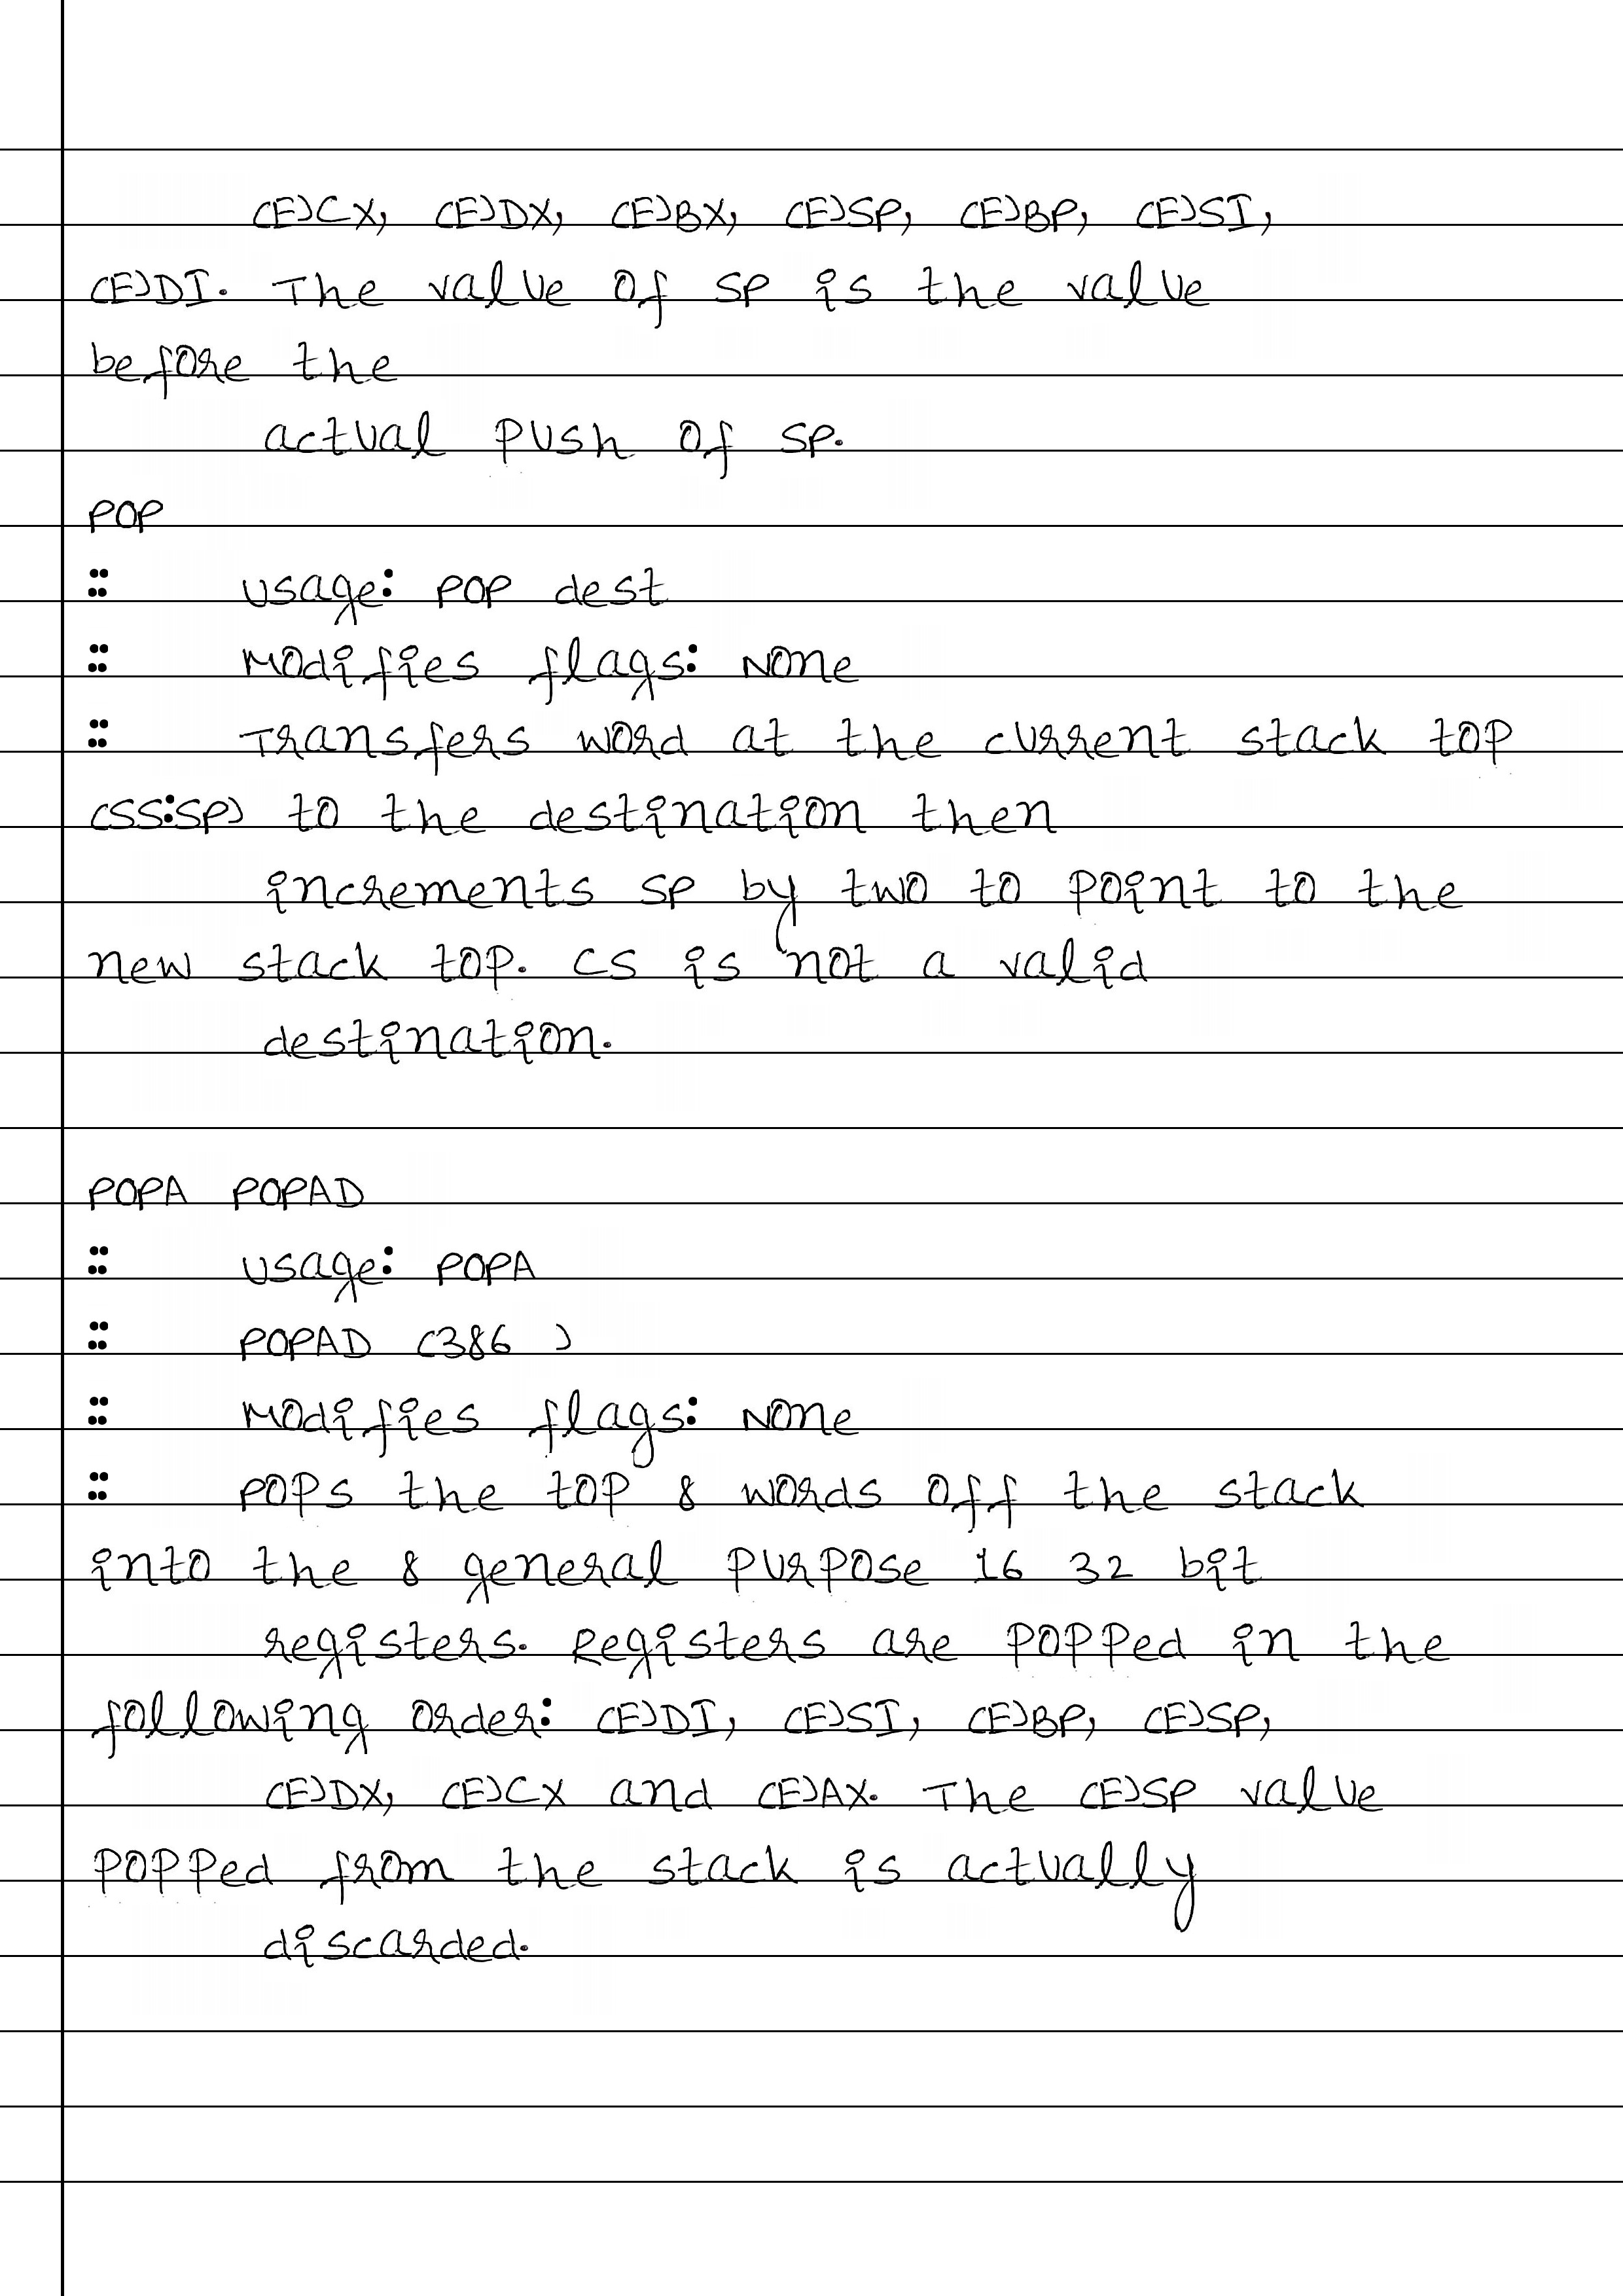 (E)CX, (E)DX, (E)BX, (E)SP, (E)BP, (E)SI,
(E)DI. The value of SP is the value
before the
actual push of SP.
POP
:: Usage: POP dest
:: Modifies flags: None
:: Transfers word at the current stack top
(SS:SP) to the destination then
increments SP by two to point to the
new stack top. CS is not a valid
destination.
POPA POPAD
:: Usage: POPA
:: POPAD (386 )
:: Modifies flags: None
:: Pops the top 8 words off the stack
into the 8 general purpose 16 32 bit
registers. Registers are popped in the
following order: (E)DI, (E)SI, (E)BP, (E)SP,
(E)DX, (E)CX and (E)AX. The (E)SP value
popped from the stack is actually
discarded.